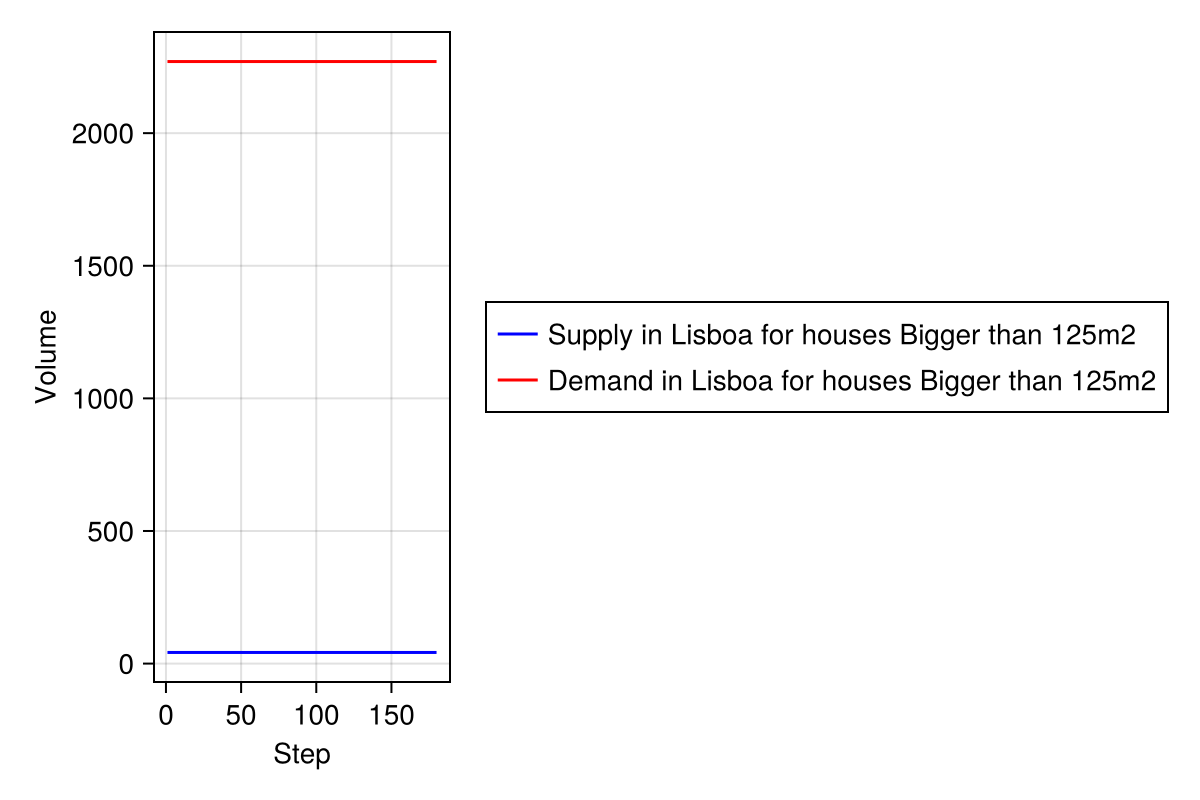 Volume
2000
1500
1000
500
0
0 50 100 150
Step
Supply in Lisboa for houses Bigger than 125m2
Demand in Lisboa for houses Bigger than 125m2